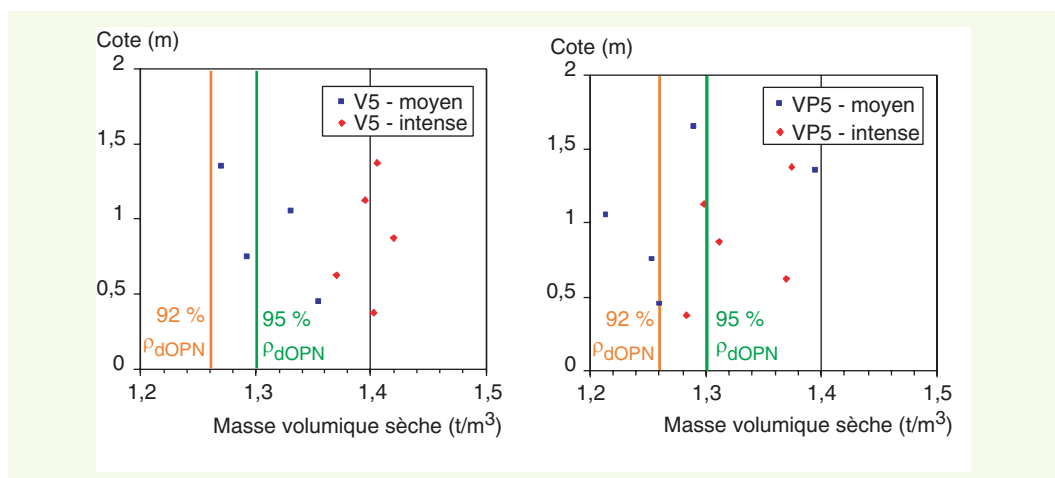 Cote (m)
2
1,5
1
0,5
0
V5 - moyen
V5 - intense
92 %
ρdOPN
95 %
ρdOPN
1,2
1,3
1,4
1,5
Masse volumique sèche (t/m³)
Cote (m)
2
1,5
1
0,5
0
VP5 - moyen
VP5 - intense
92 %
ρdOPN
95 %
ρdOPN
1,2
1,3
1,4
1,5
Masse volumique sèche (t/m³)